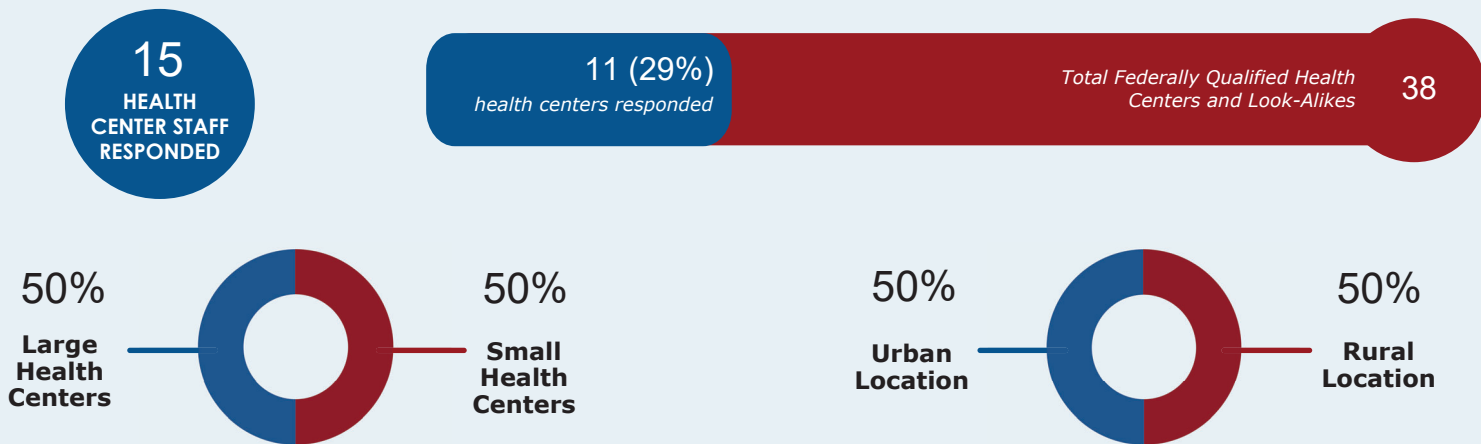 15
HEALTH
CENTER STAFF
RESPONDED
11 (29%)
health centers responded
Total Federally Qualified Health
Centers and Look-Alikes
38
50%
Large
Health
Centers
50%
Small
Health
Centers
50%
Urban
Location
50%
Rural
Location